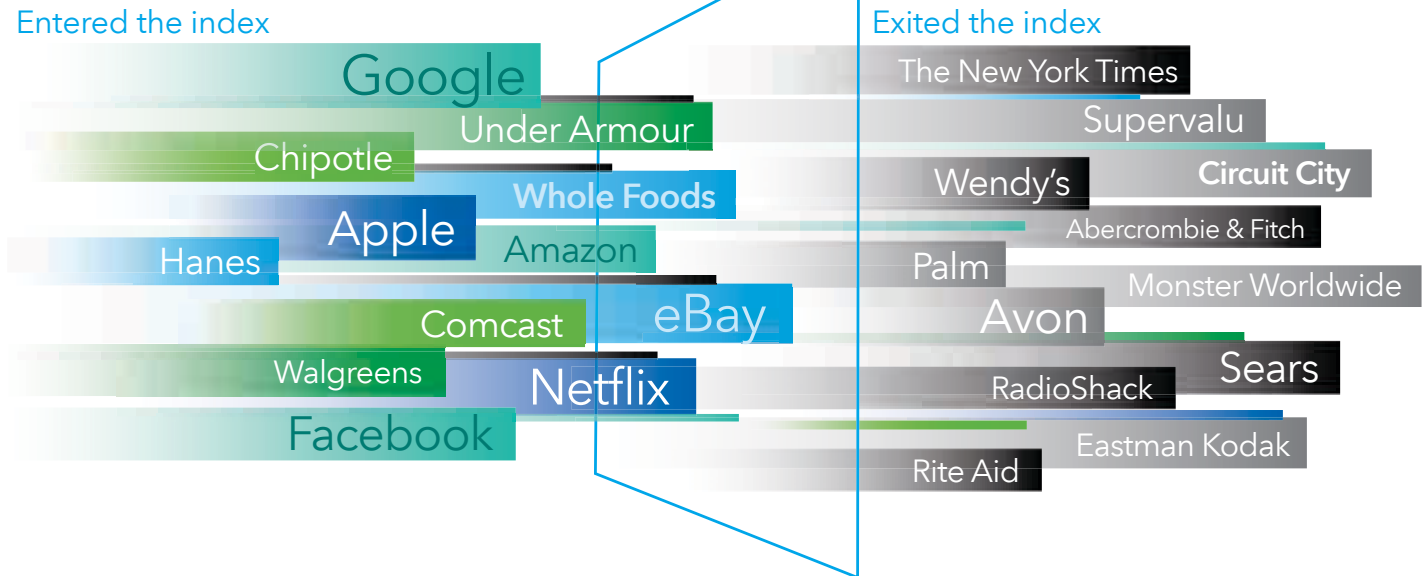 Entered the index
Google
Under Armour
Chipotle
Whole Foods
Apple
Amazon
Hanes
eBay
Comcast
Walgreens
Netflix
Facebook
Exited the index
The New York Times
Supervalu
Circuit City
Wendy's
Abercrombie & Fitch
Palm
Monster Worldwide
Avon
Sears
RadioShack
Eastman Kodak
Rite Aid